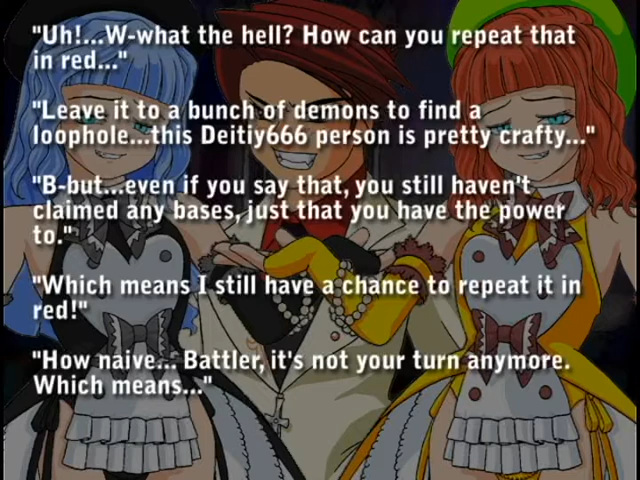 "Uh!...W-what the hell? How can you repeat that
in red..."
"Leave it to a bunch of demons to find a
loophole...this Deitiy666 person is pretty crafty..."
"B-but...even if you say that, you still haven't
claimed any bases, just that you have the power
to."
"Which means I still have a chance to repeat it in
red!"
"How naive... Battler, it's not your turn anymore.
Which means..."